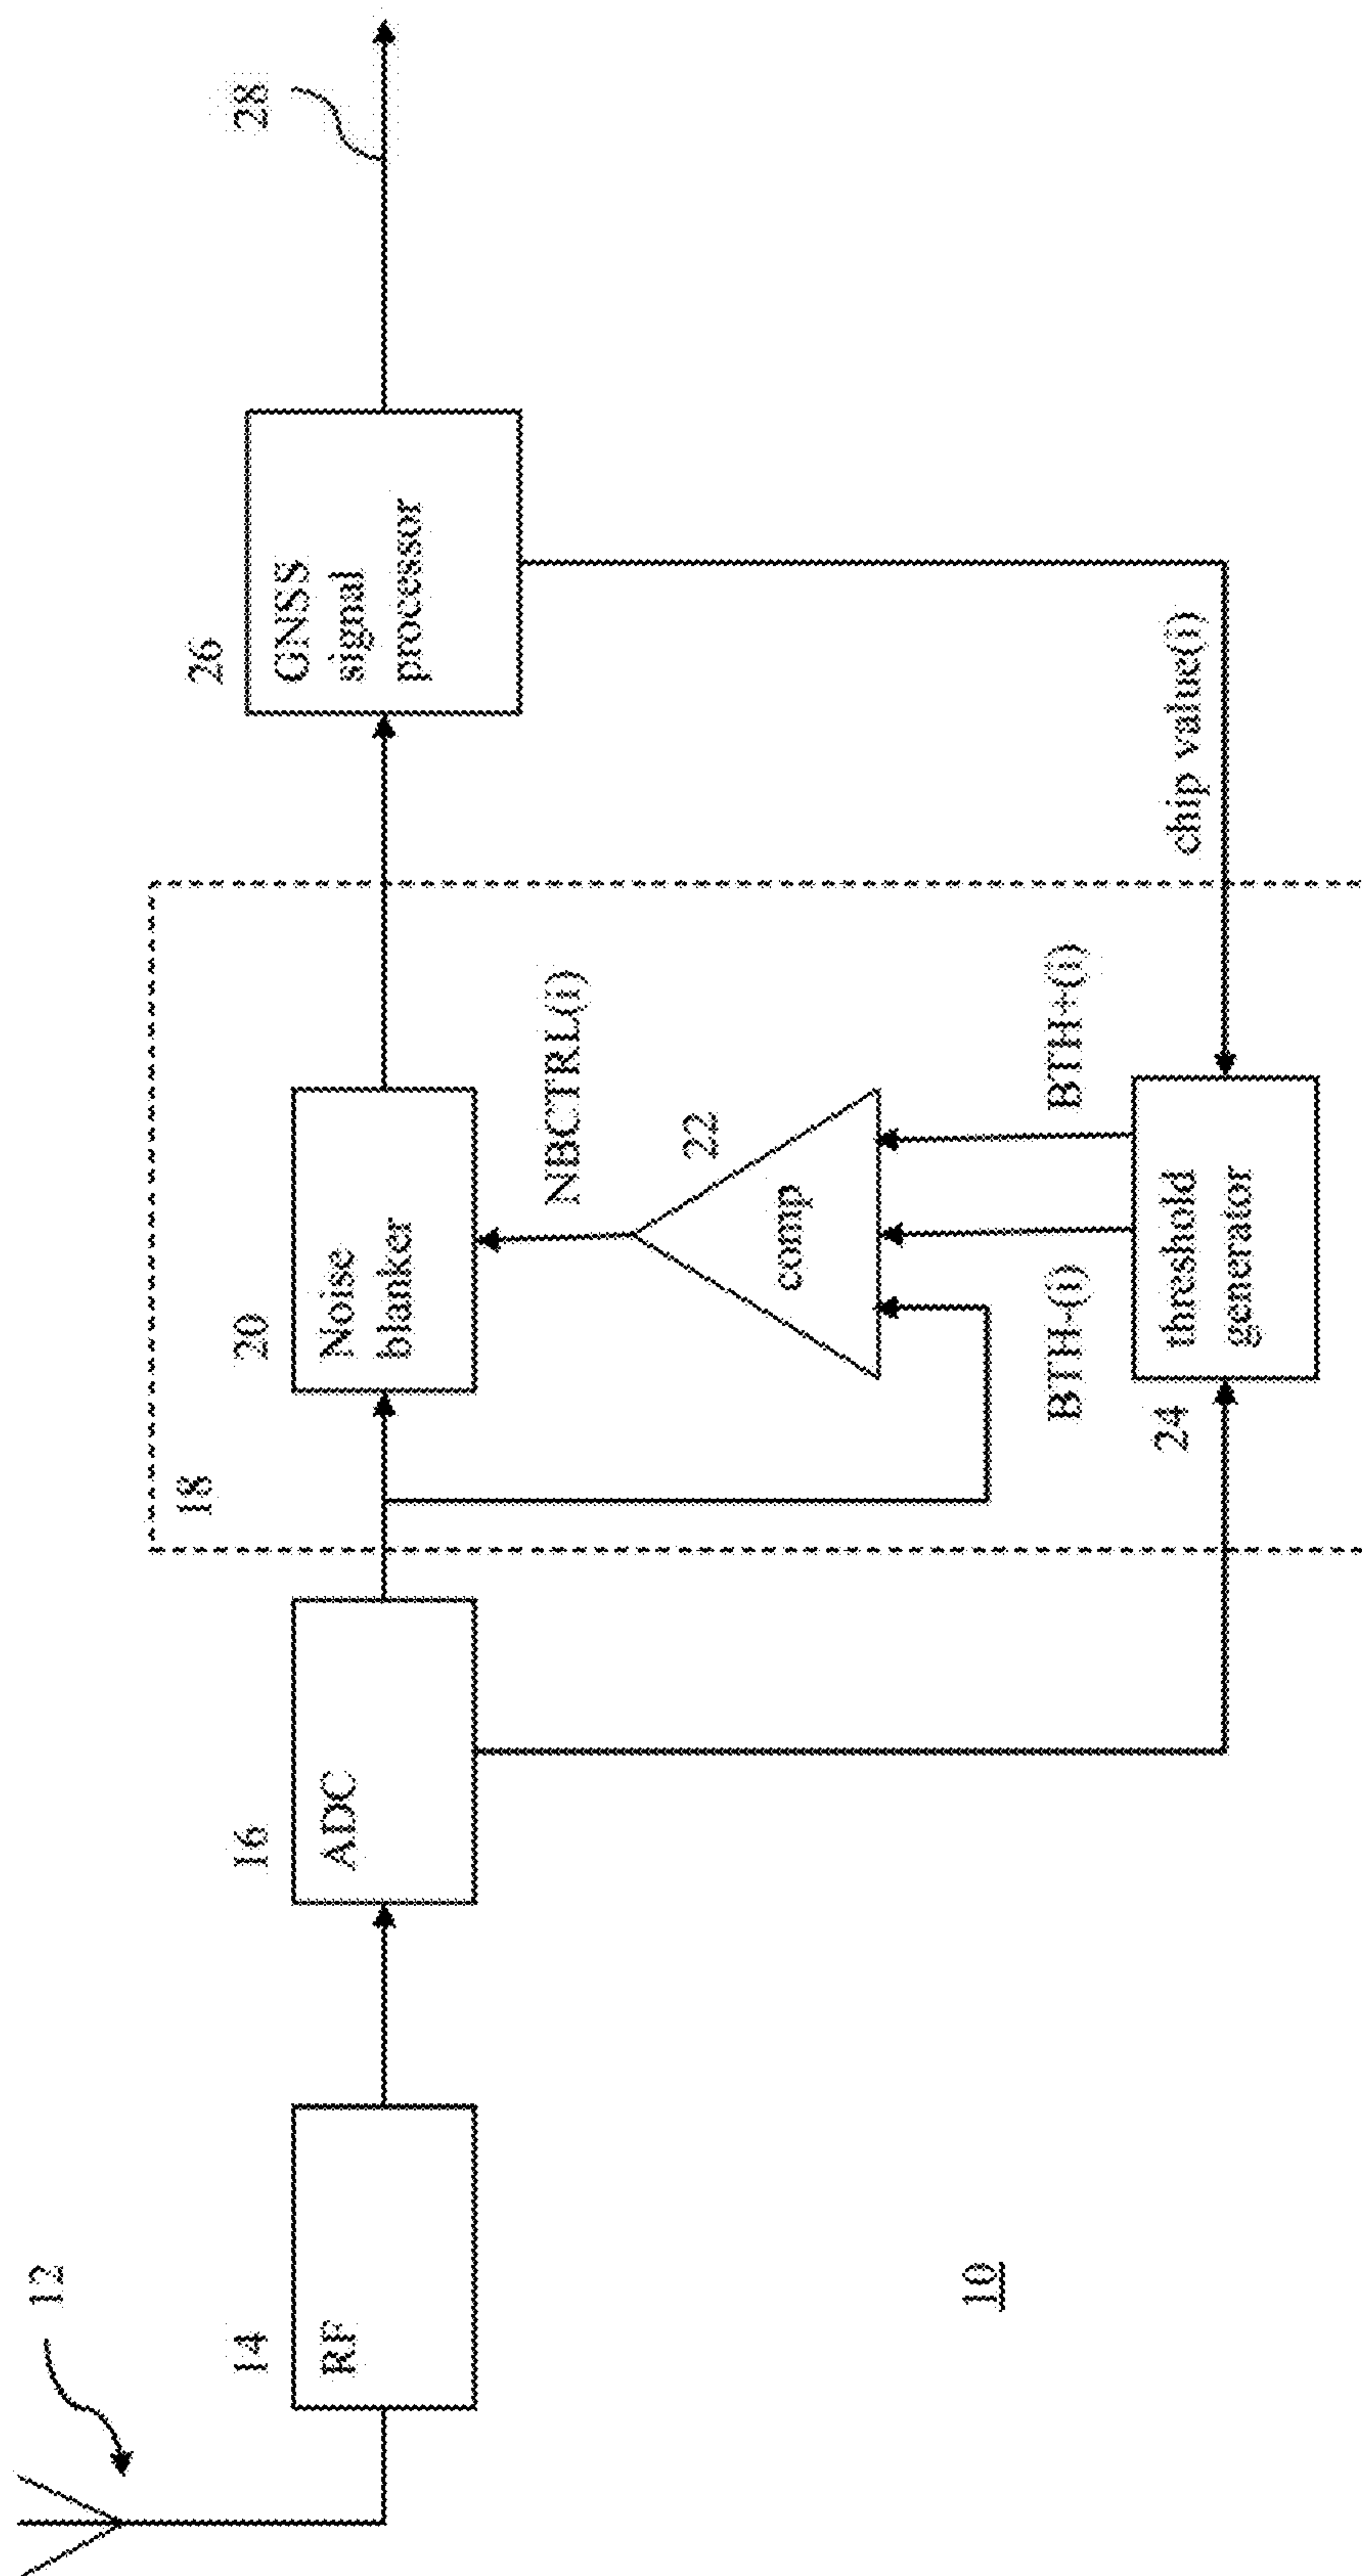 12
14
RF
16
ADC
18
20
Noise
blanker
NBCTRL(i)
22
comp
BTH-(i)
BTH+(i)
24
threshold
generator
chip value(i)
26
GNSS
signal
processor
28
10